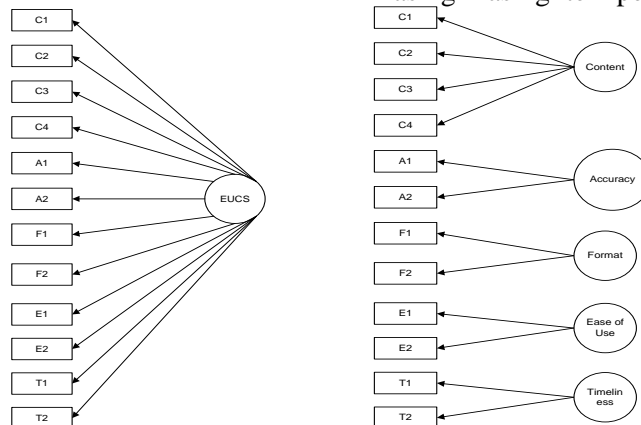 C1
C2
C3
C4
A1
A2
F1
F2
E1
E2
T1
T2
EUCS
C1
C2
C3
C4
A1
A2
F1
F2
E1
E2
T1
T2
Content
Accuracy
Format
Ease of
Use
Timelin
ess